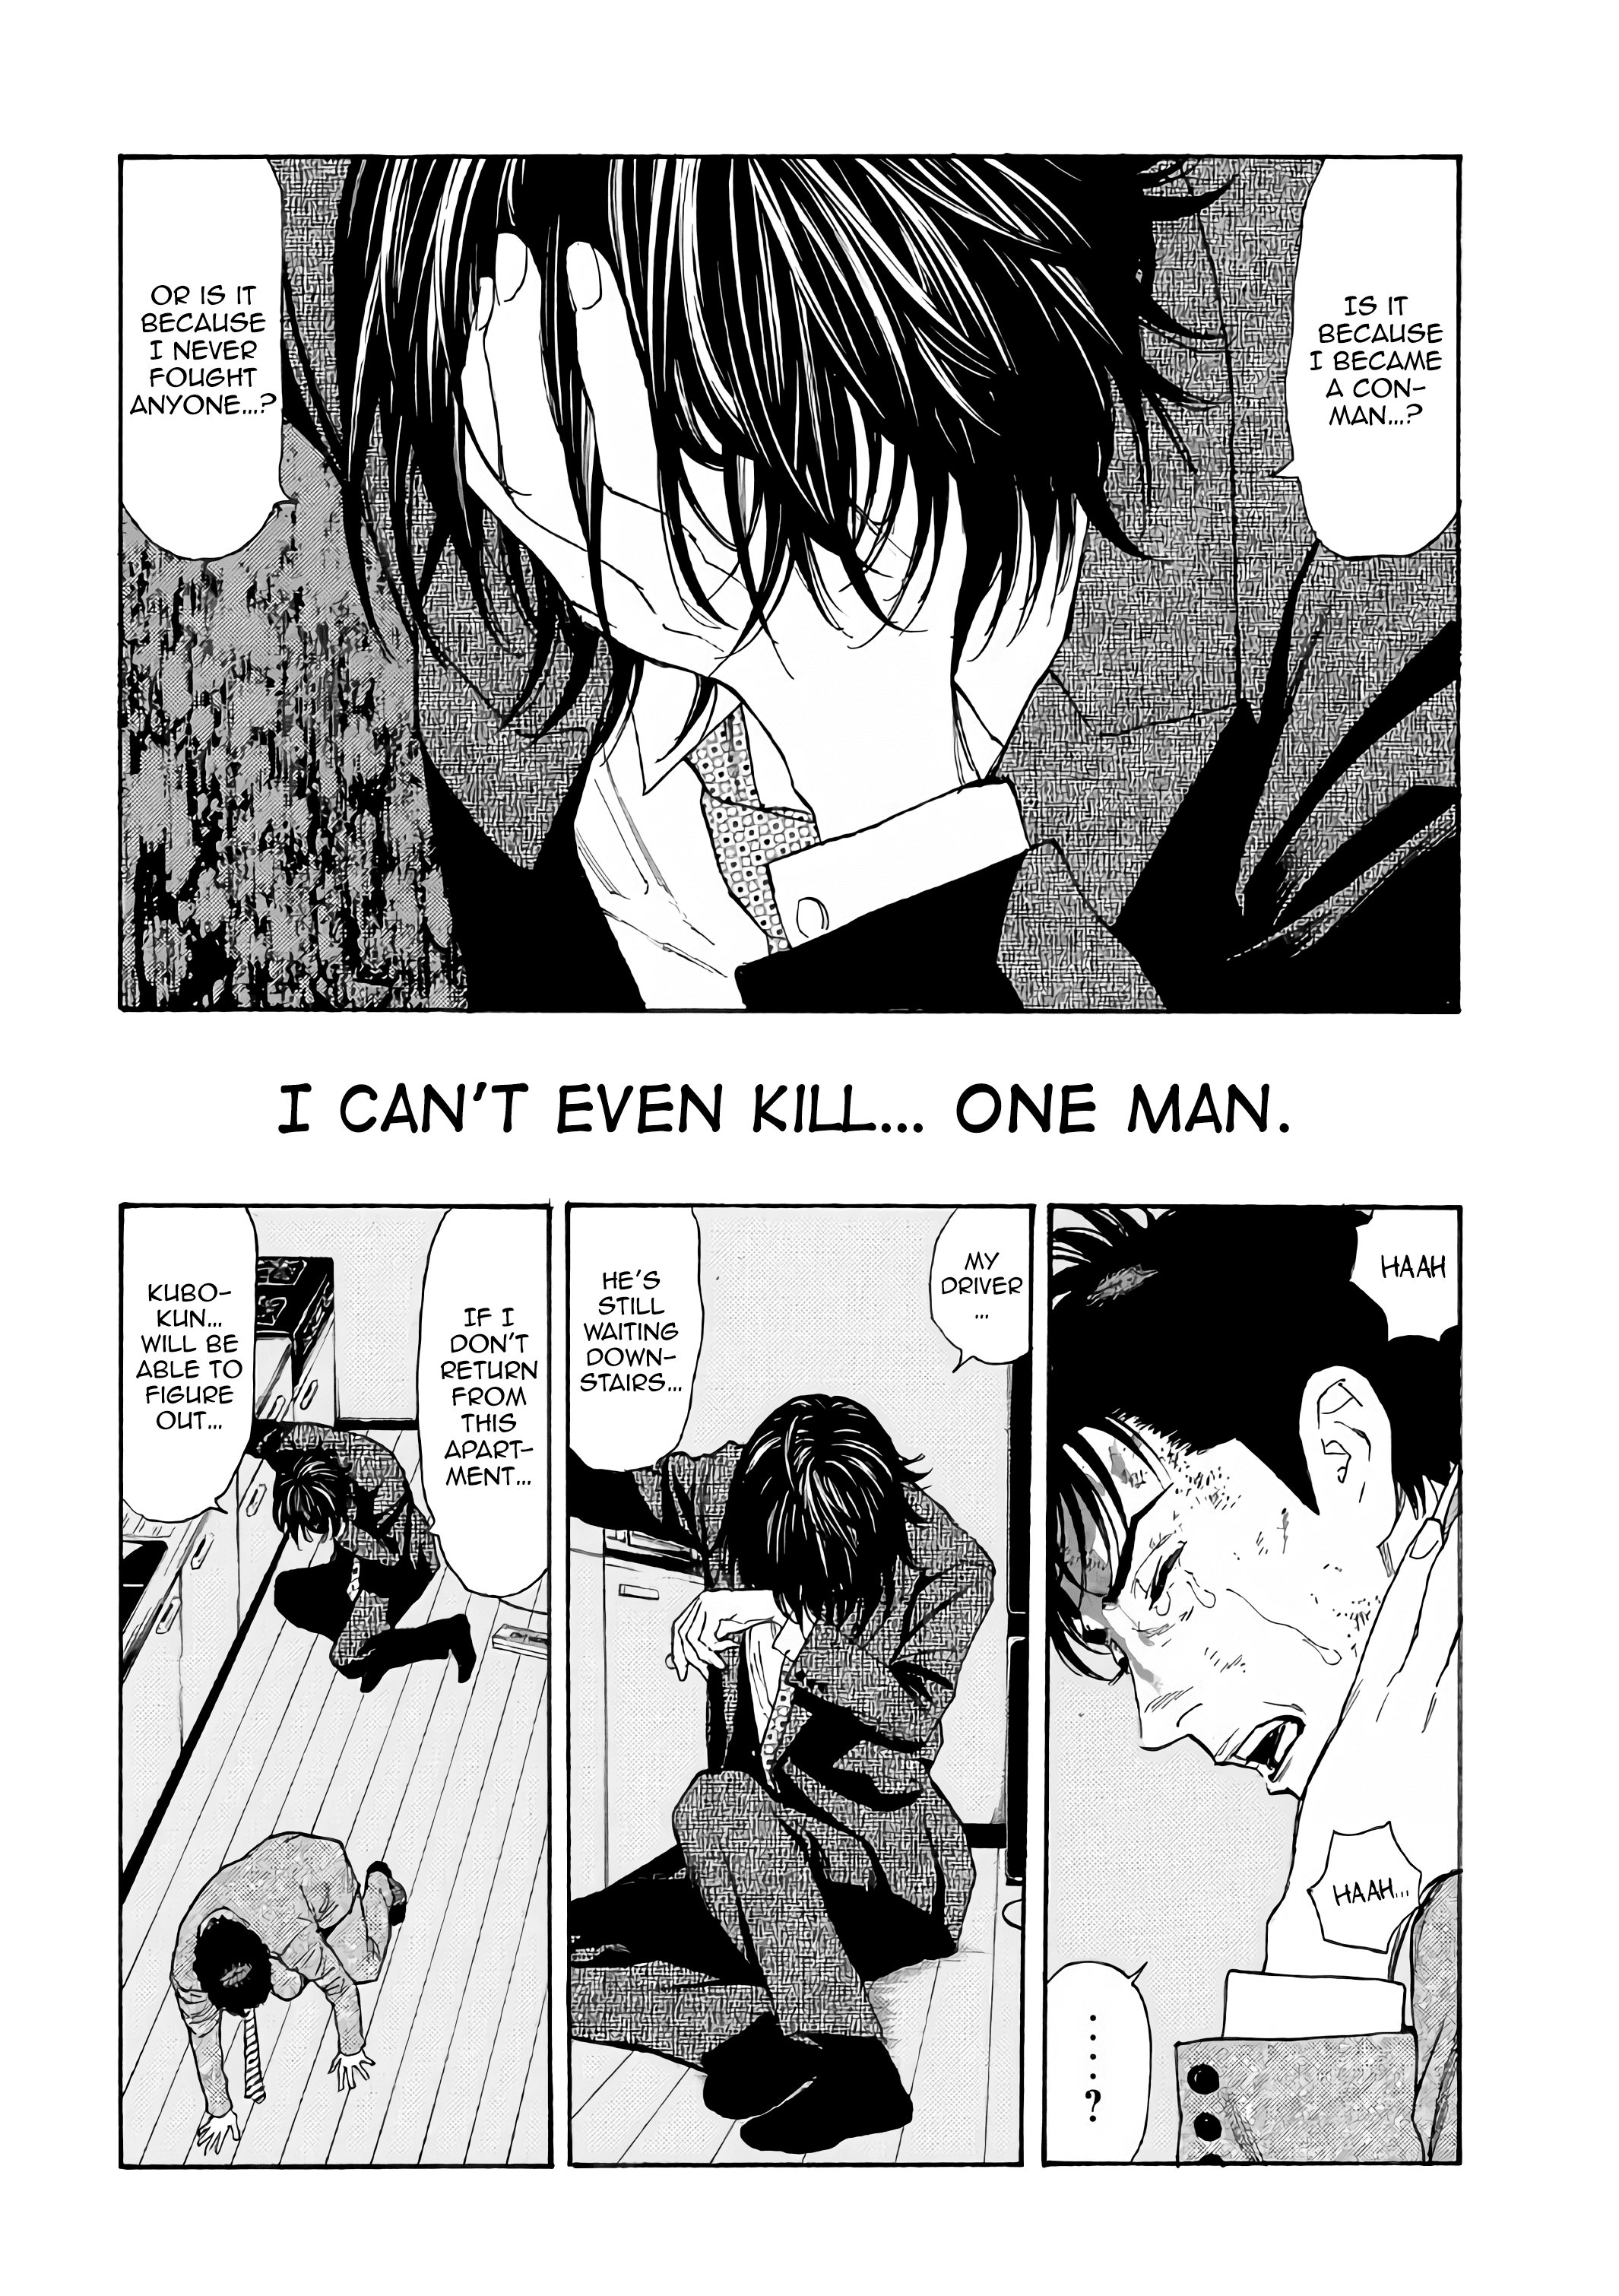 IS IT
BECAUSE
I BECAME
A CON-
MAN...?
OR IS IT
BECAUSE
I NEVER
FOUGHT
ANYONE...?
I CAN'T EVEN KILL... ONE MAN.
HAAH
HAAH...
.....?
MY
DRIVER
...
HE'S
STILL
WAITING
DOWN-
STAIRS...
IF I
DON'T
RETURN
FROM
THIS
APART-
MENT...
KUBO-
KUN...
WILL BE
ABLE TO
FIGURE
OUT...